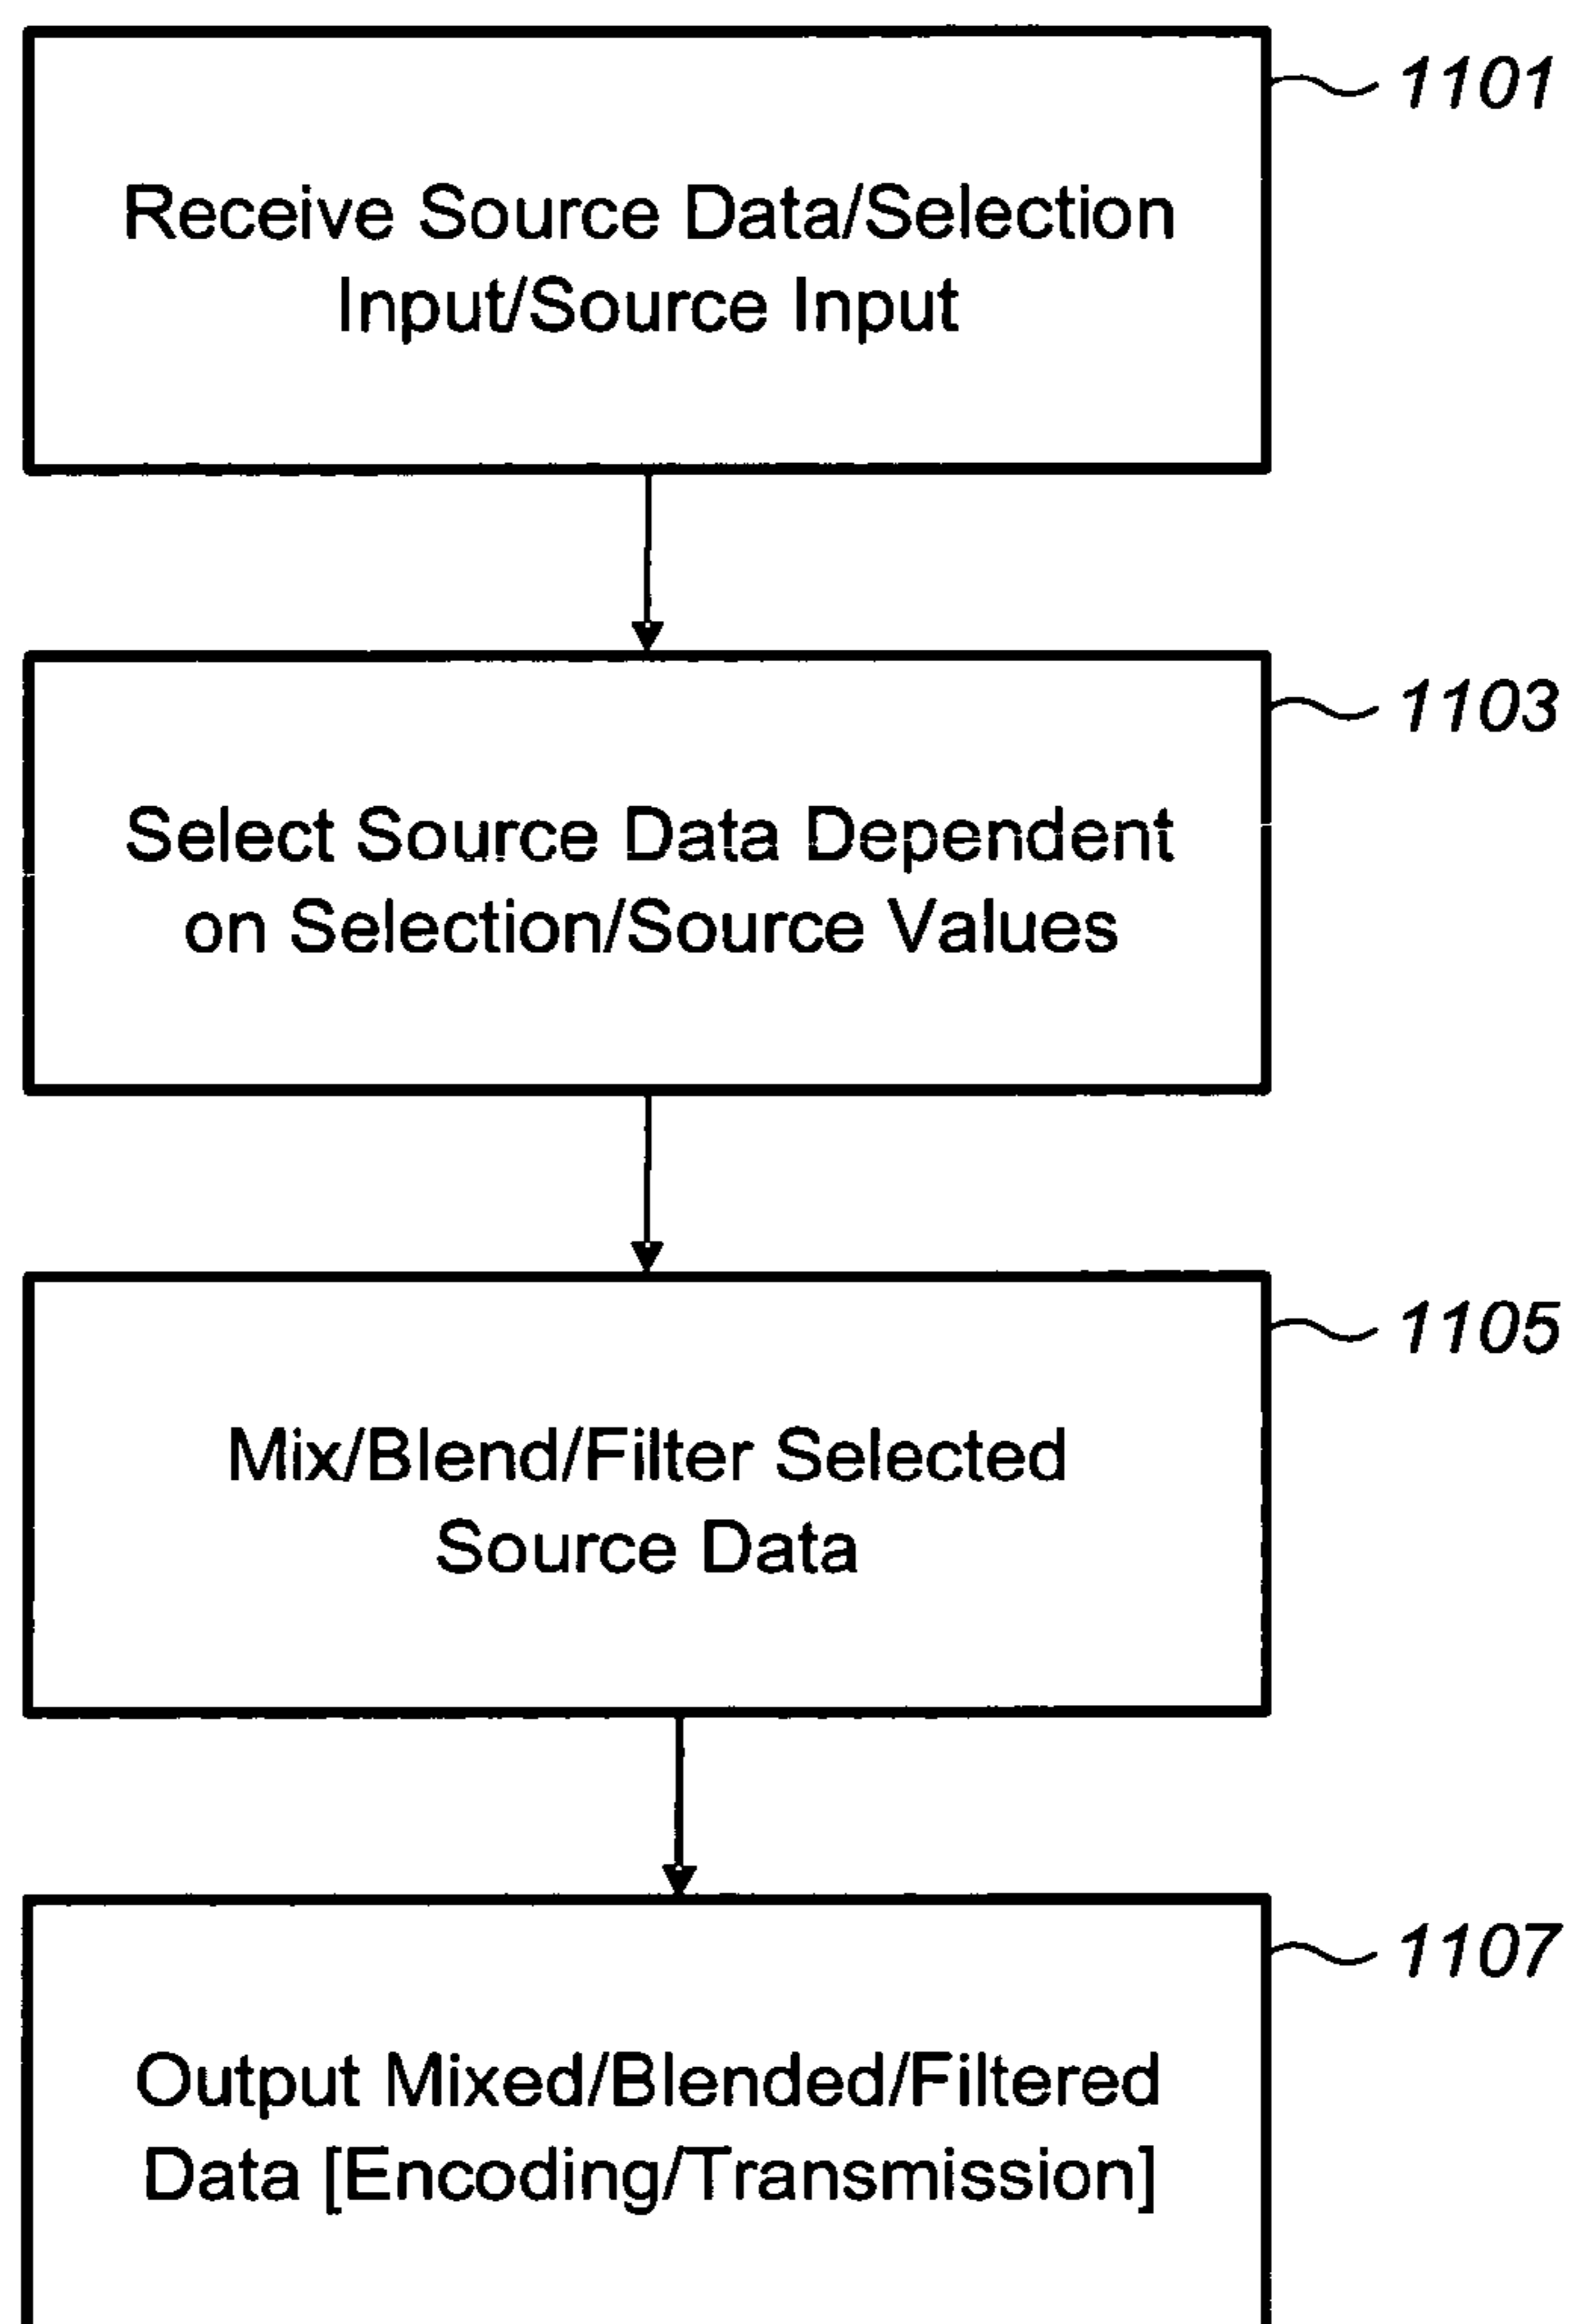 1101
Receive Source Data/Selection
Input/Source Input
1103
Select Source Data Dependent
on Selection/Source Values
1105
Mix/Blend/Filter Selected
Source Data
1107
Output Mixed/Blended/Filtered
Data [Encoding/Transmission]